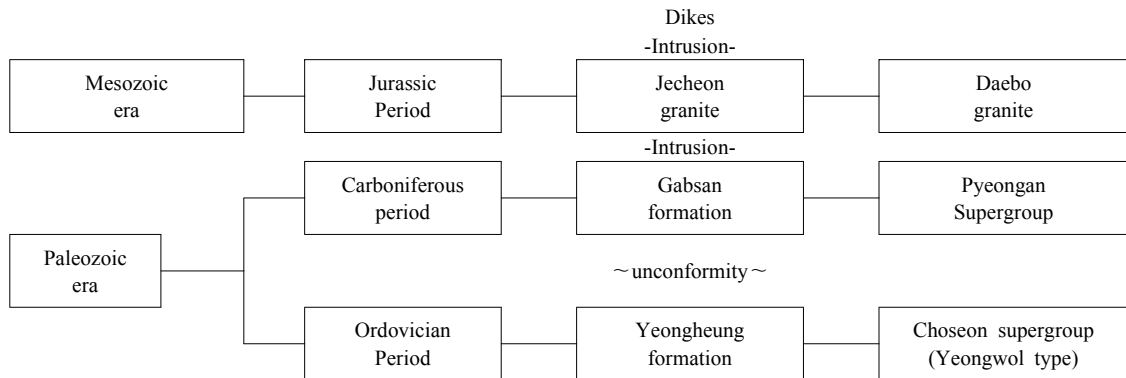 Dikes
-Intrusion-
Mesozoic
era
Jurassic
Period
Jecheon
granite
Daebo
granite
-Intrusion-
Carboniferous
period
Gabsan
formation
Pyeongan
Supergroup
Paleozoic
era
～unconformity～
Ordovician
Period
Yeongheung
formation
Choseon supergroup
(Yeongwol type)